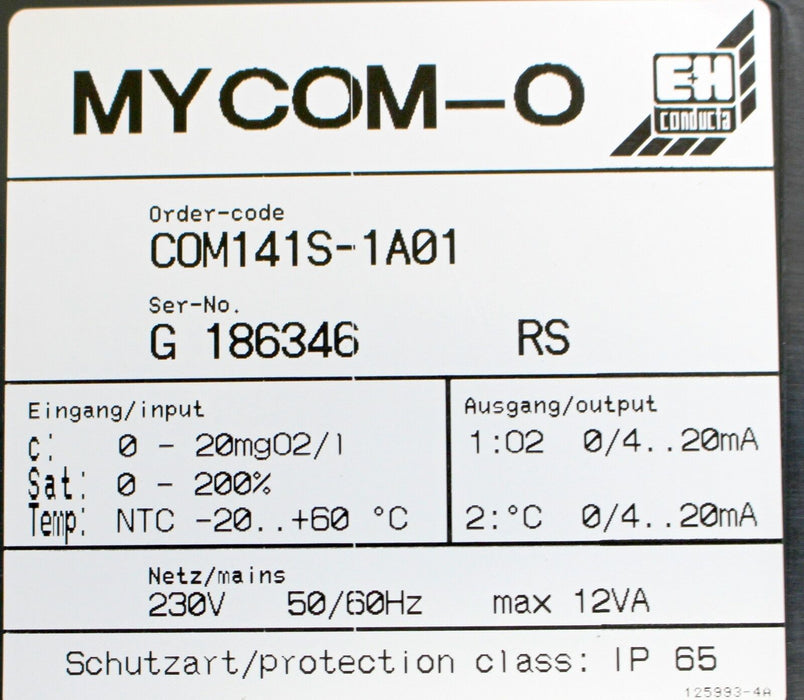 MYCOM-O
E+H
conducta
Order-code
COM141S-1A01
Ser-No.
G 186346 RS
Eingang/input
c: 0 - 20mgO2/l
Sat: 0 - 200%
Temp: NTC -20..+60 °C
Ausgang/output
1:O2 0/4..20mA
2:°C 0/4..20mA
Netz/mains
230V 50/60Hz max 12VA
Schutzart/protection class: IP 65
125993-4A